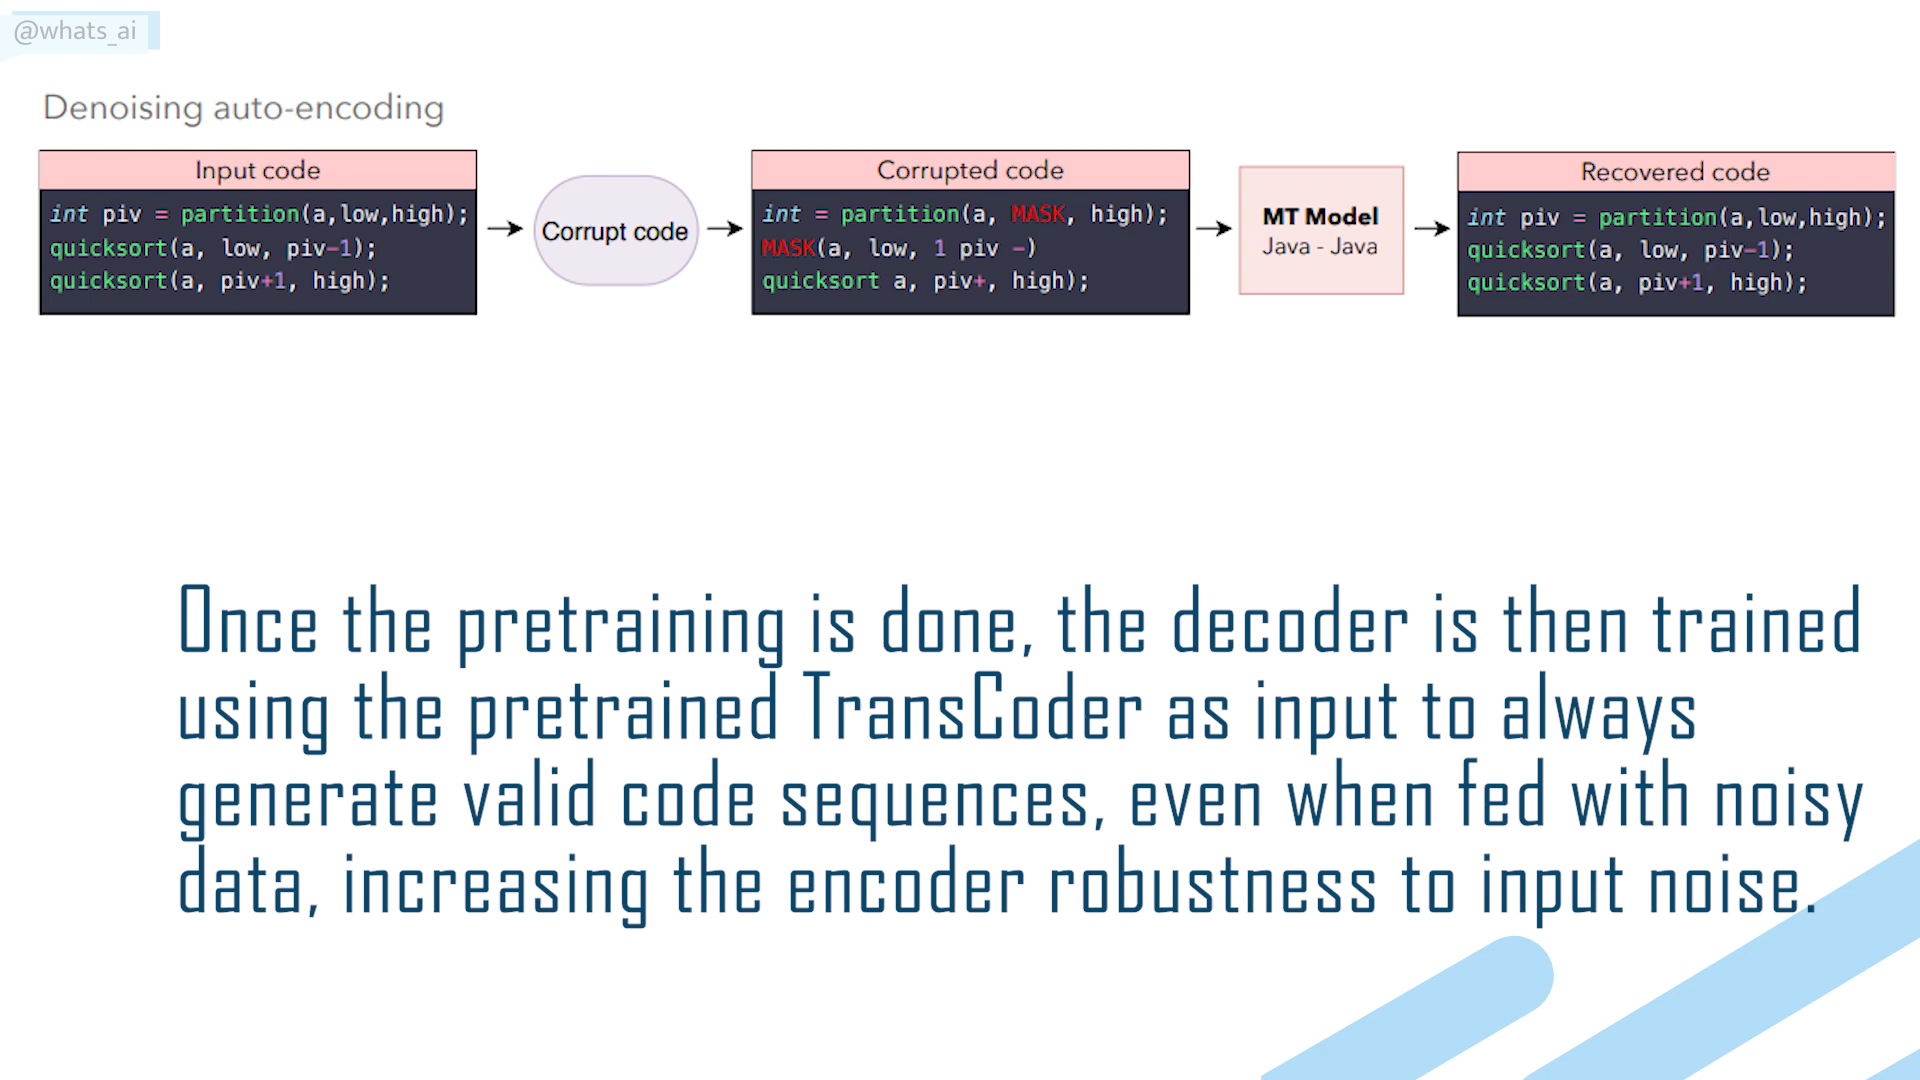 @whats_ai
Denoising auto-encoding
Input code
int piv = partition(a,low,high);
quicksort(a, low, piv-1);
quicksort(a, piv+1, high);
Corrupt code
Corrupted code
int = partition(a, MASK, high);
MASK(a, low, 1 piv -)
quicksort a, piv+, high);
MT Model
Java - Java
Recovered code
int piv = partition(a,low,high);
quicksort(a, low, piv-1);
quicksort(a, piv+1, high);
Once the pretraining is done, the decoder is then trained
using the pretrained TransCoder as input to always
generate valid code sequences, even when fed with noisy
data, increasing the encoder robustness to input noise.